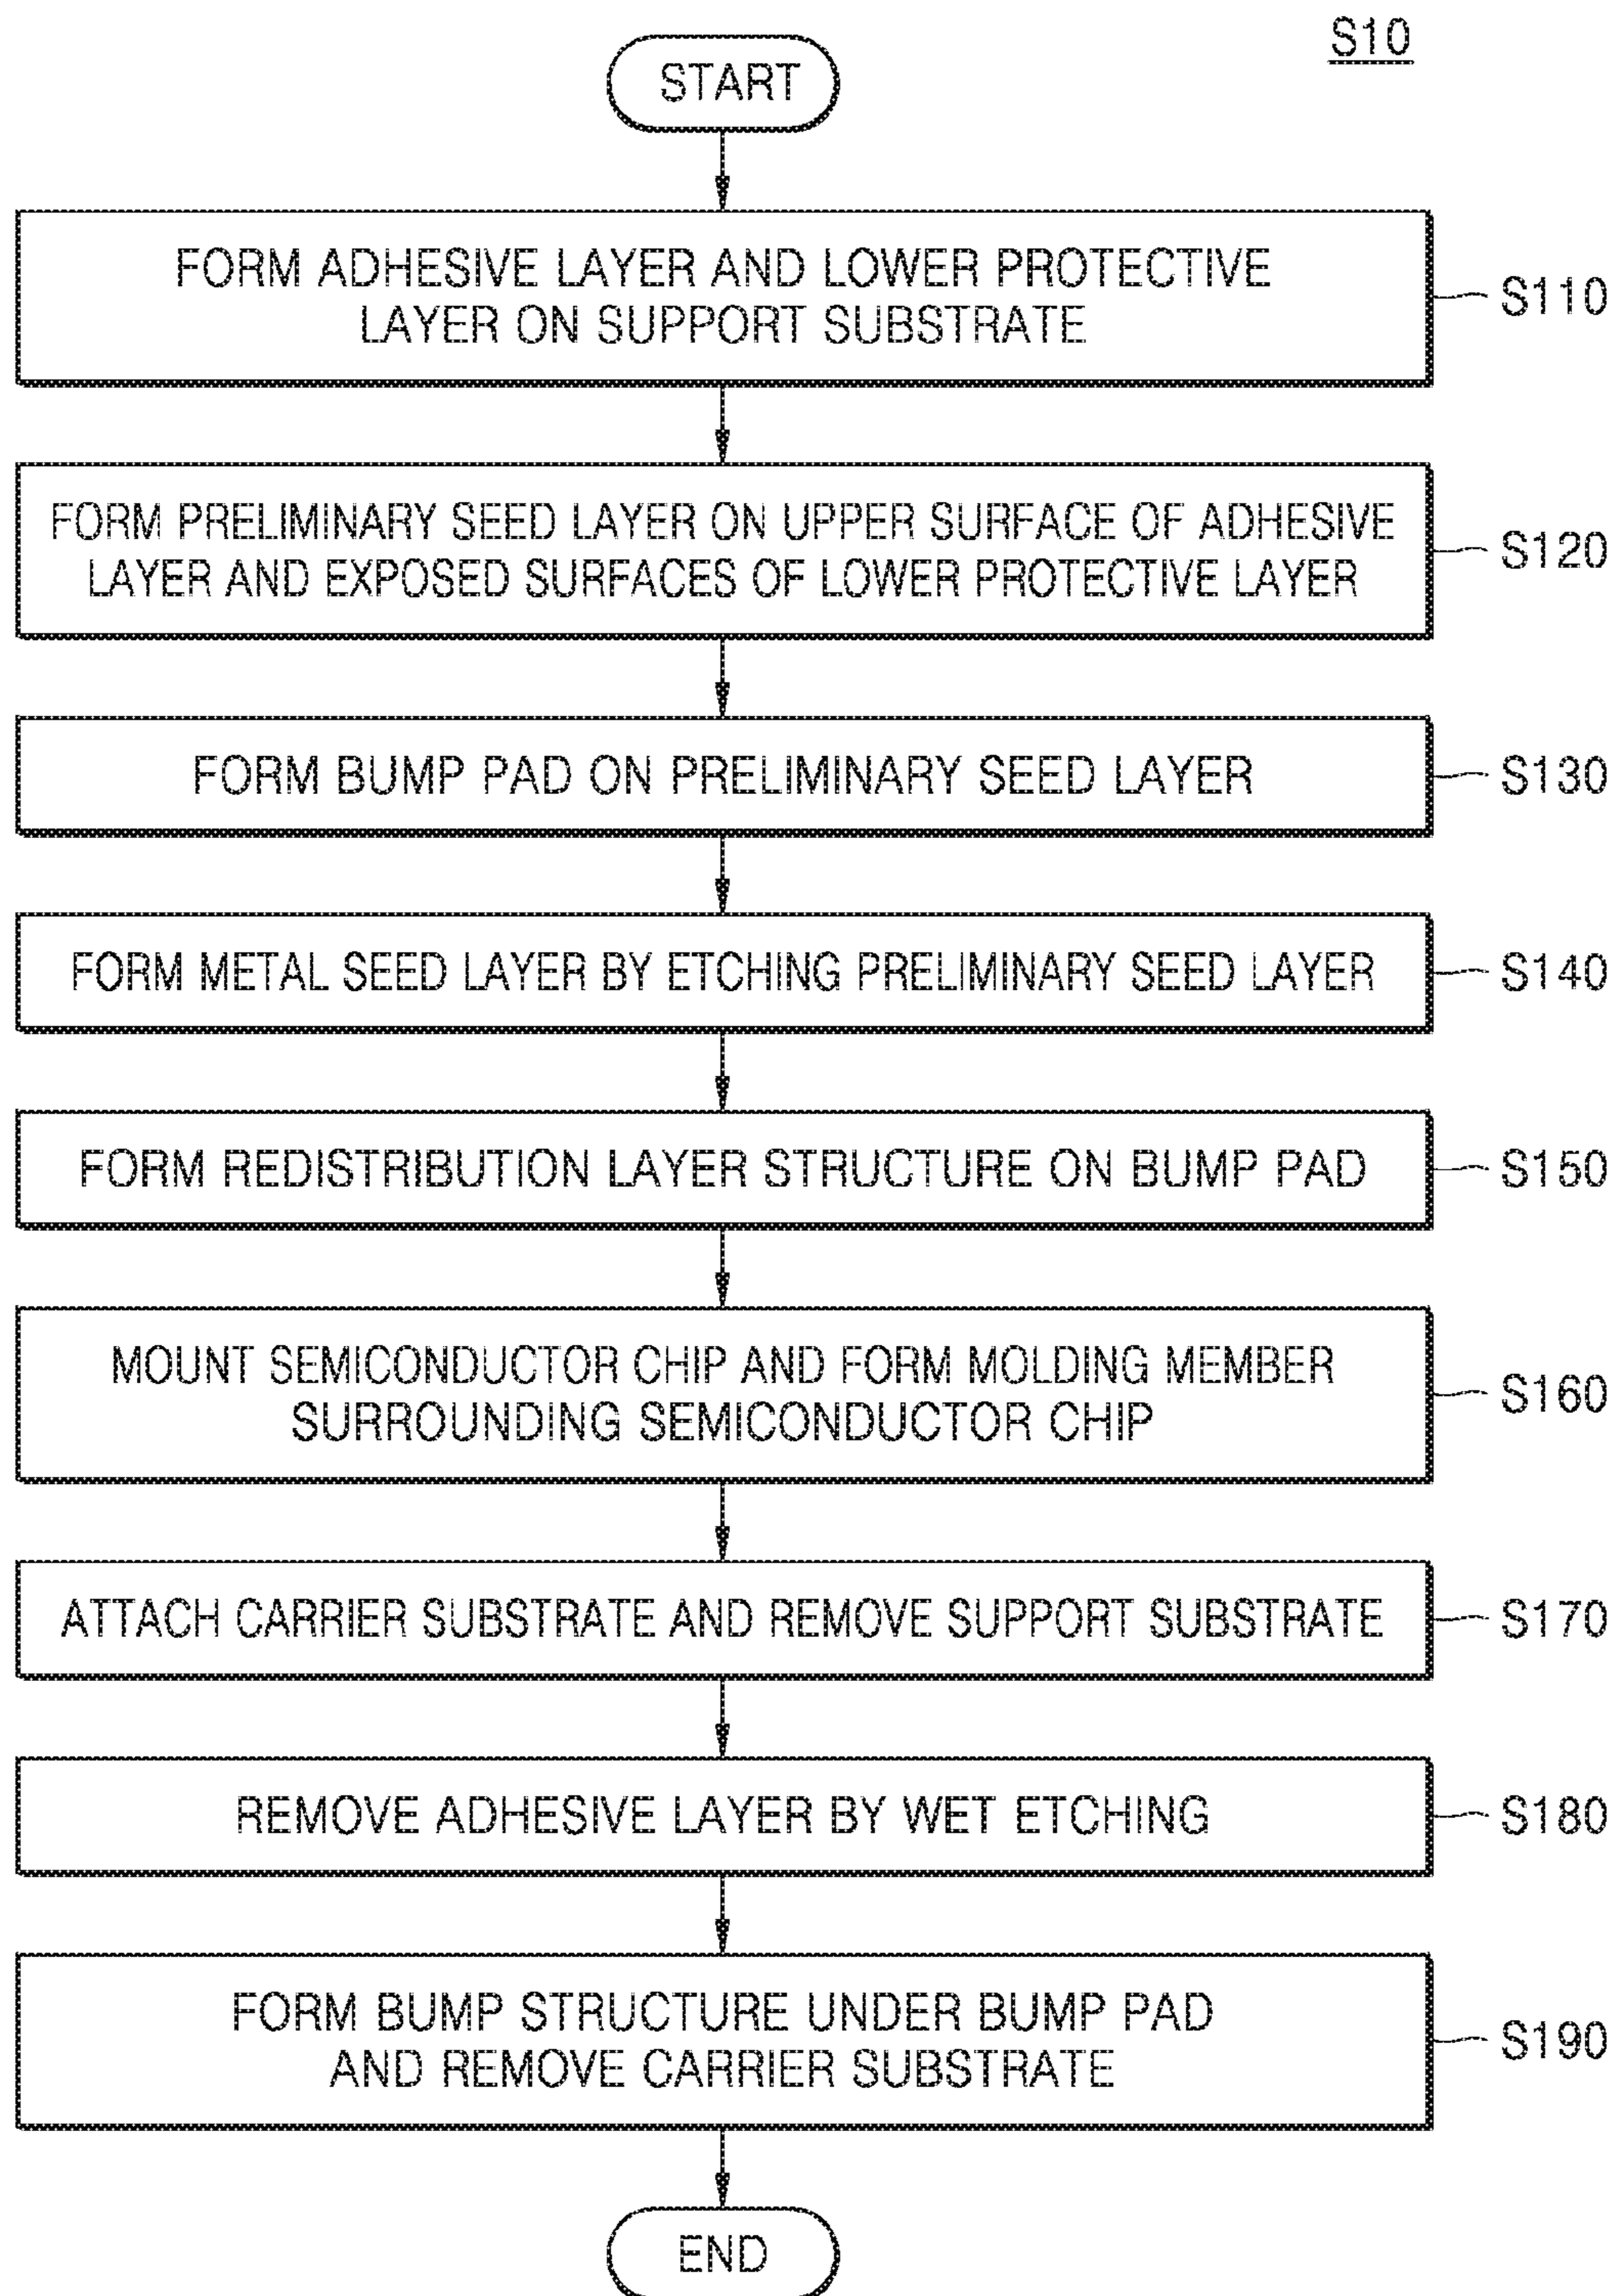 S10
START
FORM ADHESIVE LAYER AND LOWER PROTECTIVE
LAYER ON SUPPORT SUBSTRATE
S110
FORM PRELIMINARY SEED LAYER ON UPPER SURFACE OF ADHESIVE
LAYER AND EXPOSED SURFACES OF LOWER PROTECTIVE LAYER
S120
FORM BUMP PAD ON PRELIMINARY SEED LAYER
S130
FORM METAL SEED LAYER BY ETCHING PRELIMINARY SEED LAYER
S140
FORM REDISTRIBUTION LAYER STRUCTURE ON BUMP PAD
S150
MOUNT SEMICONDUCTOR CHIP AND FORM MOLDING MEMBER
SURROUNDING SEMICONDUCTOR CHIP
S160
ATTACH CARRIER SUBSTRATE AND REMOVE SUPPORT SUBSTRATE
S170
REMOVE ADHESIVE LAYER BY WET ETCHING
S180
FORM BUMP STRUCTURE UNDER BUMP PAD
AND REMOVE CARRIER SUBSTRATE
S190
END